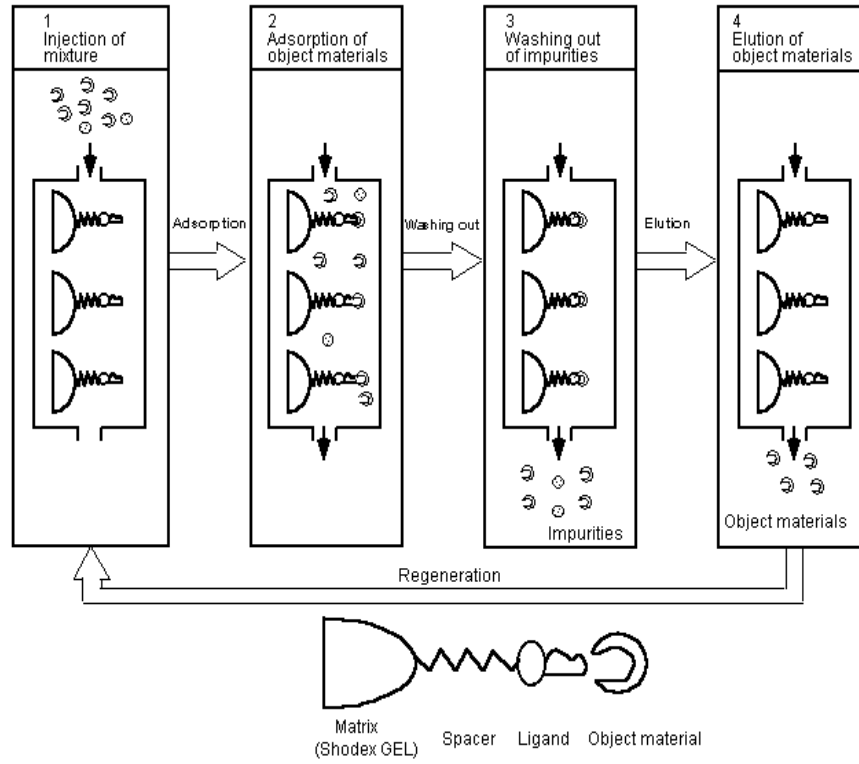 1
Injection of
mixture
2
Adsorption of
object materials
3
Washing out
of impurities
4
Elution of
object materials
Adsorption
Washing out
Elution
Impurities
Object materials
Regeneration
Matrix
(Shodex GEL)
Spacer
Ligand
Object material